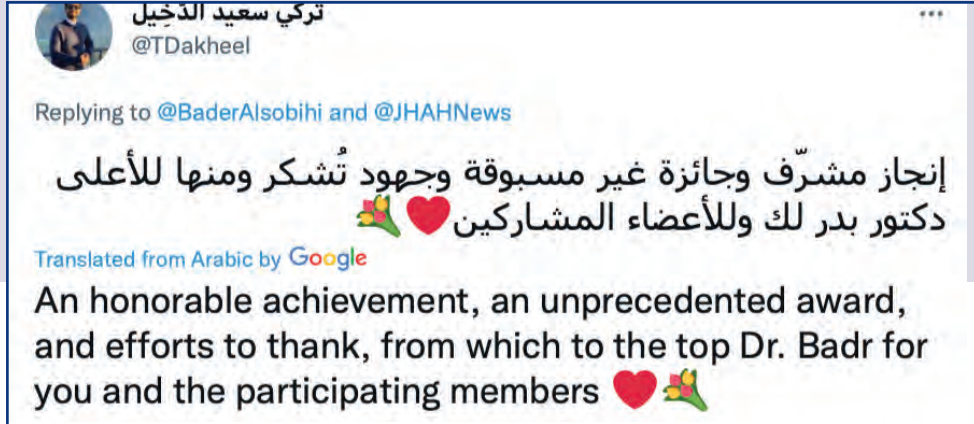 تركي سعيد الدّخِيل
@TDakheel
Replying to @BaderAlsobihi and @JHAHNews
إنجاز مشرّف وجائزة غير مسبوقة وجهود تُشكر ومنها للأعلى
دكتور بدر لك وللأعضاء المشاركين❤️💐
Translated from Arabic by Google
An honorable achievement, an unprecedented award,
and efforts to thank, from which to the top Dr. Badr for
you and the participating members ❤️💐